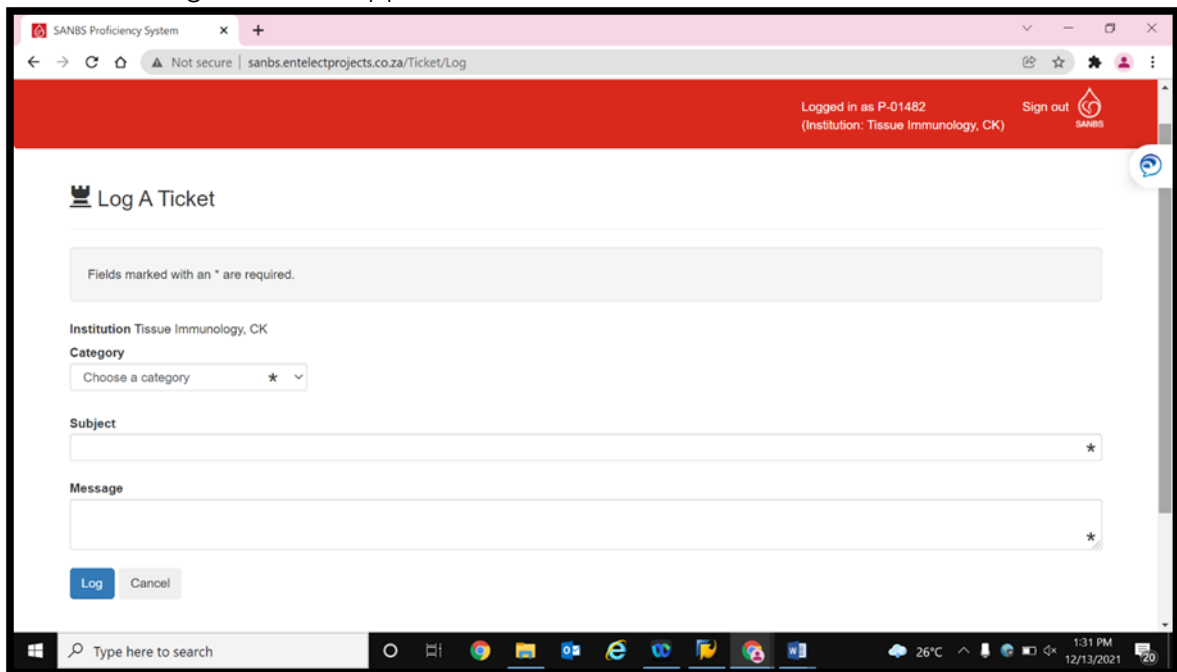 SANBS Proficiency System
Not secure | sanbs.entelectprojects.co.za/Ticket/Log
Logged in as P-01482
(Institution: Tissue Immunology, CK)
Sign out
SANBS
Log A Ticket
Fields marked with an * are required.
Institution Tissue Immunology, CK
Category
Choose a category *
Subject
*
Message
*
Log Cancel
Type here to search
26°C
1:31 PM
12/13/2021
20